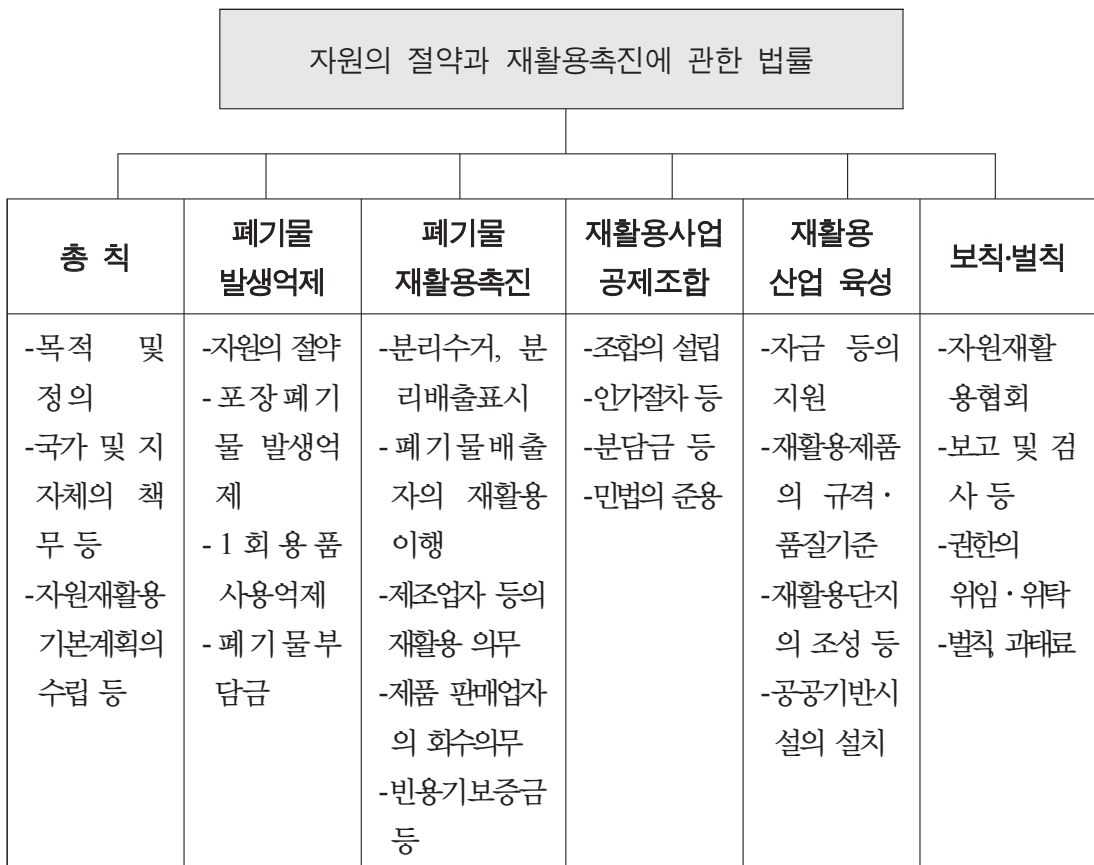 자원의 절약과 재활용촉진에 관한 법률
총 칙
-목적 및
정의
-국가 및 지
자체의 책
무 등
-자원재활용
기본계획의
수립 등
폐기물
발생억제
-자원의 절약
-포장폐기
물 발생억
제
-1회용품
사용억제
-폐기물부
담금
폐기물
재활용촉진
-분리수거, 분
리배출표시
-폐기물배출
자의 재활용
이행
-제조업자 등의
재활용 의무
-제품 판매업자
의 회수의무
-빈용기보증금
등
재활용사업
공제조합
-조합의 설립
-인가절차 등
-분담금 등
-민법의 준용
재활용
산업 육성
-자금 등의
지원
-재활용제품
의 규격·
품질기준
-재활용단지
의 조성 등
-공공기반시
설의 설치
보칙·벌칙
-자원재활
용협회
-보고 및 검
사 등
-권한의
위임·위탁
-벌칙, 과태료